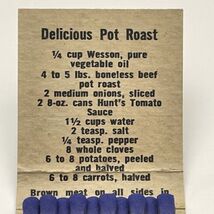 Delicious Pot Roast
¼ cup Wesson, pure
vegetable oil
4 to 5 lbs. boneless beef
pot roast
2 medium onions, sliced
2 8-oz. cans Hunt's Tomato
Sauce
1½ cups water
2 teasp. salt
¼ teasp. pepper
8 whole cloves
6 to 8 potatoes, peeled
and halved
6 to 8 carrots, halved
Brown meat on all sides in